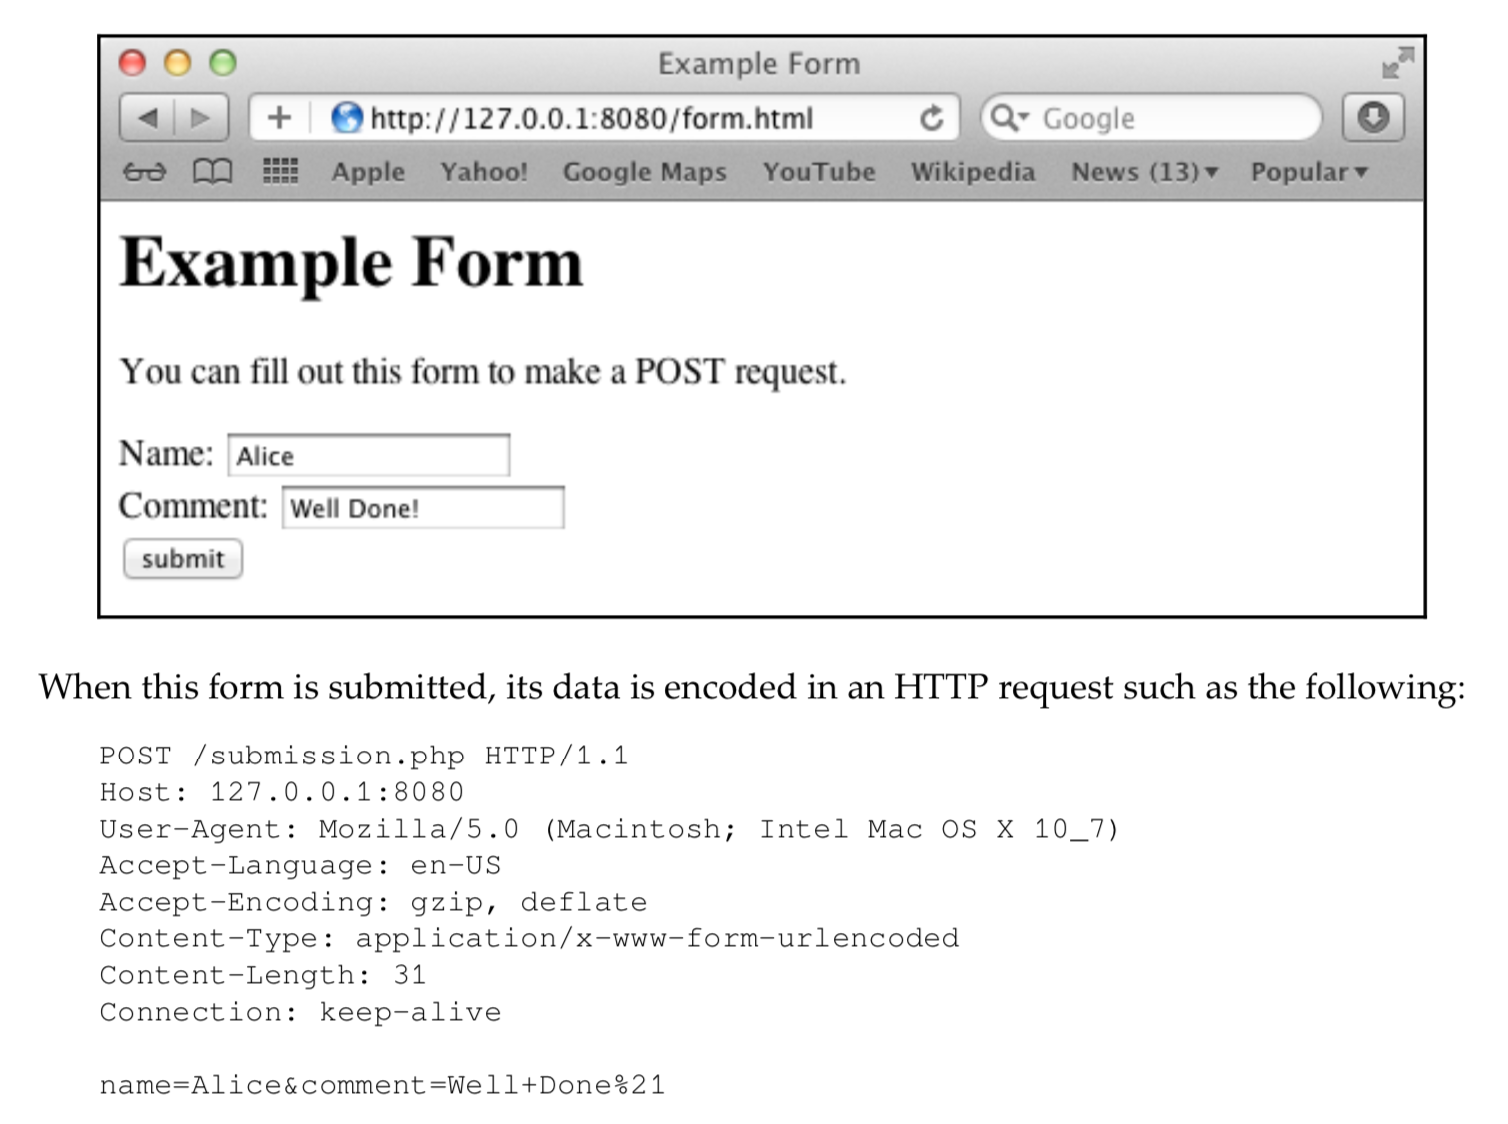 Example Form
http://127.0.0.1:8080/form.html
Google
Apple Yahoo! Google Maps YouTube Wikipedia News (13) Popular
Example Form
You can fill out this form to make a POST request.
Name: Alice
Comment: Well Done!
submit
When this form is submitted, its data is encoded in an HTTP request such as the following:
POST /submission.php HTTP/1.1
Host: 127.0.0.1:8080
User-Agent: Mozilla/5.0 (Macintosh; Intel Mac OS X 10_7)
Accept-Language: en-US
Accept-Encoding: gzip, deflate
Content-Type: application/x-www-form-urlencoded
Content-Length: 31
Connection: keep-alive
name=Alice&comment=Well+Done%21